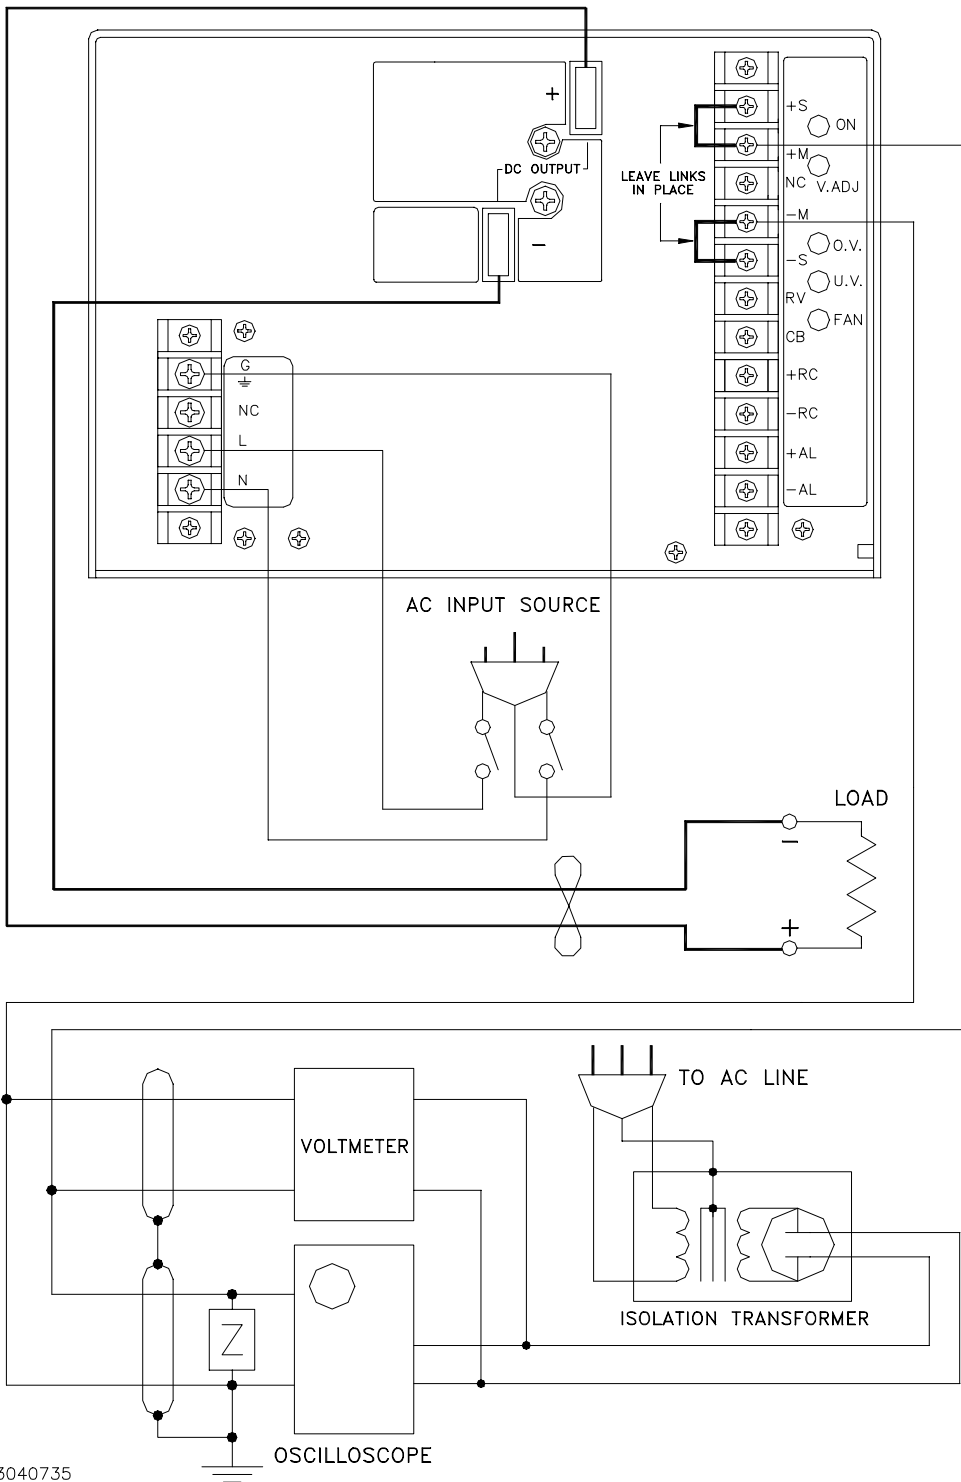 +
DC OUTPUT
−
LEAVE LINKS
IN PLACE
+S
ON
+M
NC
V.ADJ
−M
O.V.
−S
U.V.
RV
FAN
CB
+RC
−RC
+AL
−AL
G
NC
L
N
AC INPUT SOURCE
LOAD
−
+
TO AC LINE
VOLTMETER
ISOLATION TRANSFORMER
Z
OSCILLOSCOPE
3040735